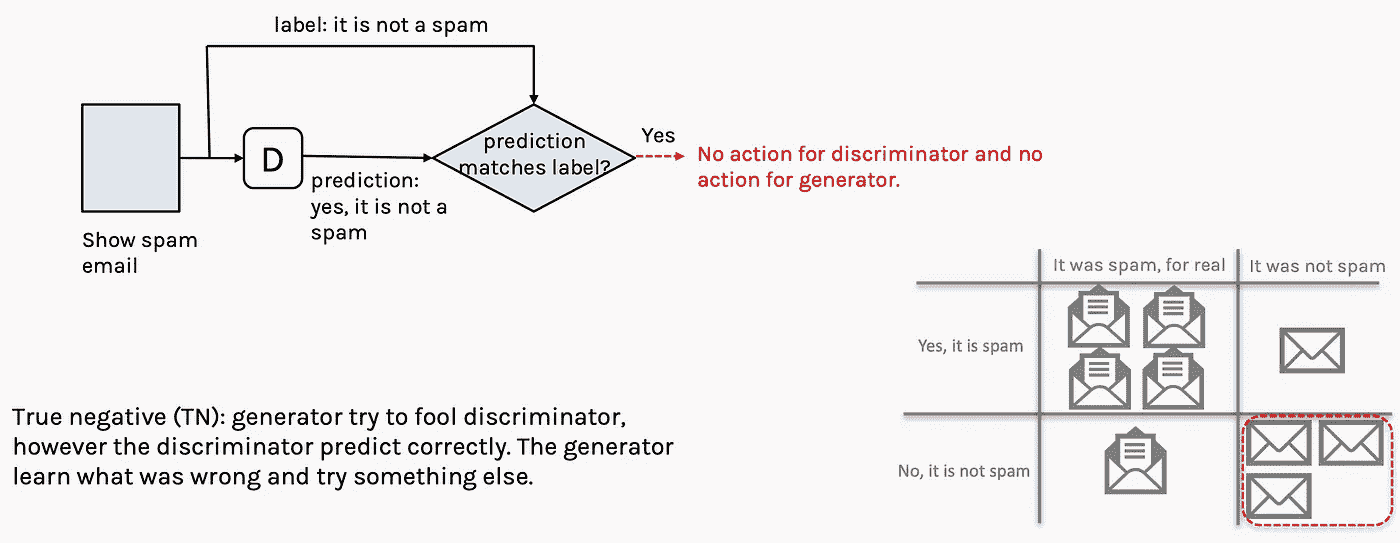 label: it is not a spam
D
prediction
matches label?
Yes
No action for discriminator and no
action for generator.
prediction:
yes, it is not a
spam
Show spam
email
It was spam, for real
It was not spam
Yes, it is spam
No, it is not spam
True negative (TN): generator try to fool discriminator,
however the discriminator predict correctly. The generator
learn what was wrong and try something else.